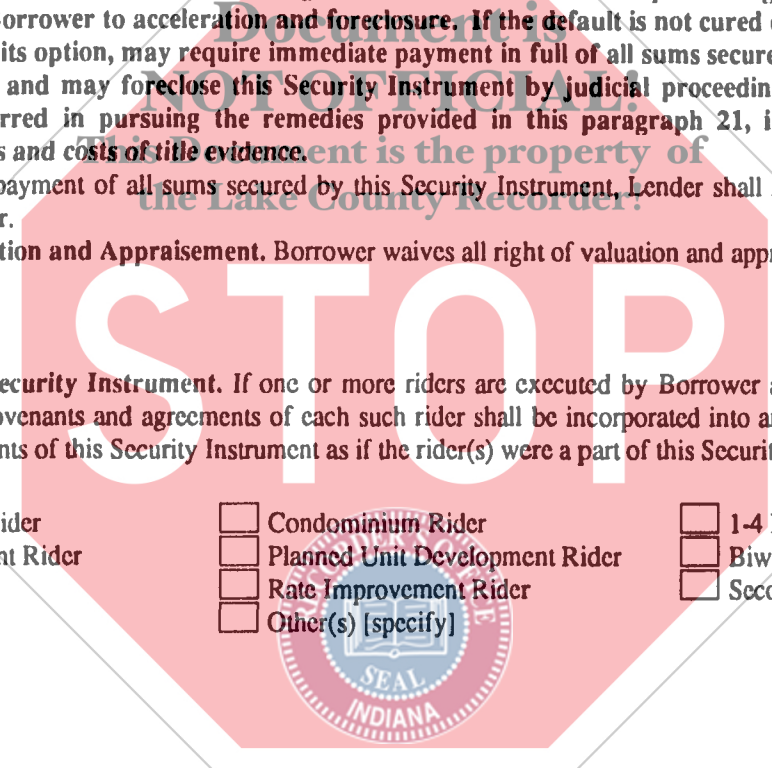 orrower to acceleration and foreclosure. If the default is not cured
Document is
its option, may require immediate payment in full of all sums secure
and may foreclose this Security Instrument by judicial proceedin
NOT OFFICIAL!
rred in pursuing the remedies provided in this paragraph 21, i
s and costs of title evidence.
This Document is the property of
payment of all sums secured by this Security Instrument, Lender shall
the Lake County Recorder!
r.
tion and Appraisement. Borrower waives all right of valuation and appr
STOP
ecurity Instrument. If one or more riders are executed by Borrower a
ovenants and agreements of each such rider shall be incorporated into an
nts of this Security Instrument as if the rider(s) were a part of this Securit
ider Condominium Rider 1-4
nt Rider Planned Unit Development Rider Biw
Rate Improvement Rider Seco
Other(s) [specify]
RECORDER'S OFFICE
SEAL
INDIANA